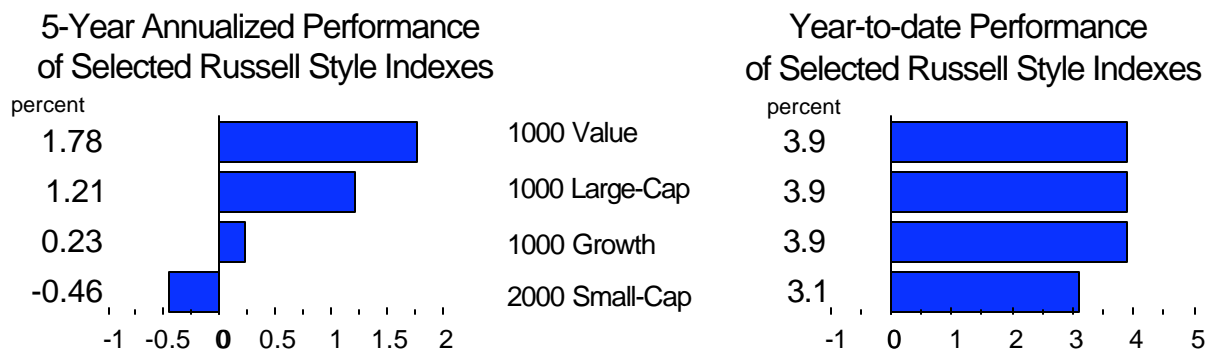 5-Year Annualized Performance
of Selected Russell Style Indexes
percent
1.78
1.21
0.23
-0.46
-1 -0.5 0 0.5 1 1.5 2
1000 Value
1000 Large-Cap
1000 Growth
2000 Small-Cap
Year-to-date Performance
of Selected Russell Style Indexes
percent
3.9
3.9
3.9
3.1
-1 0 1 2 3 4 5